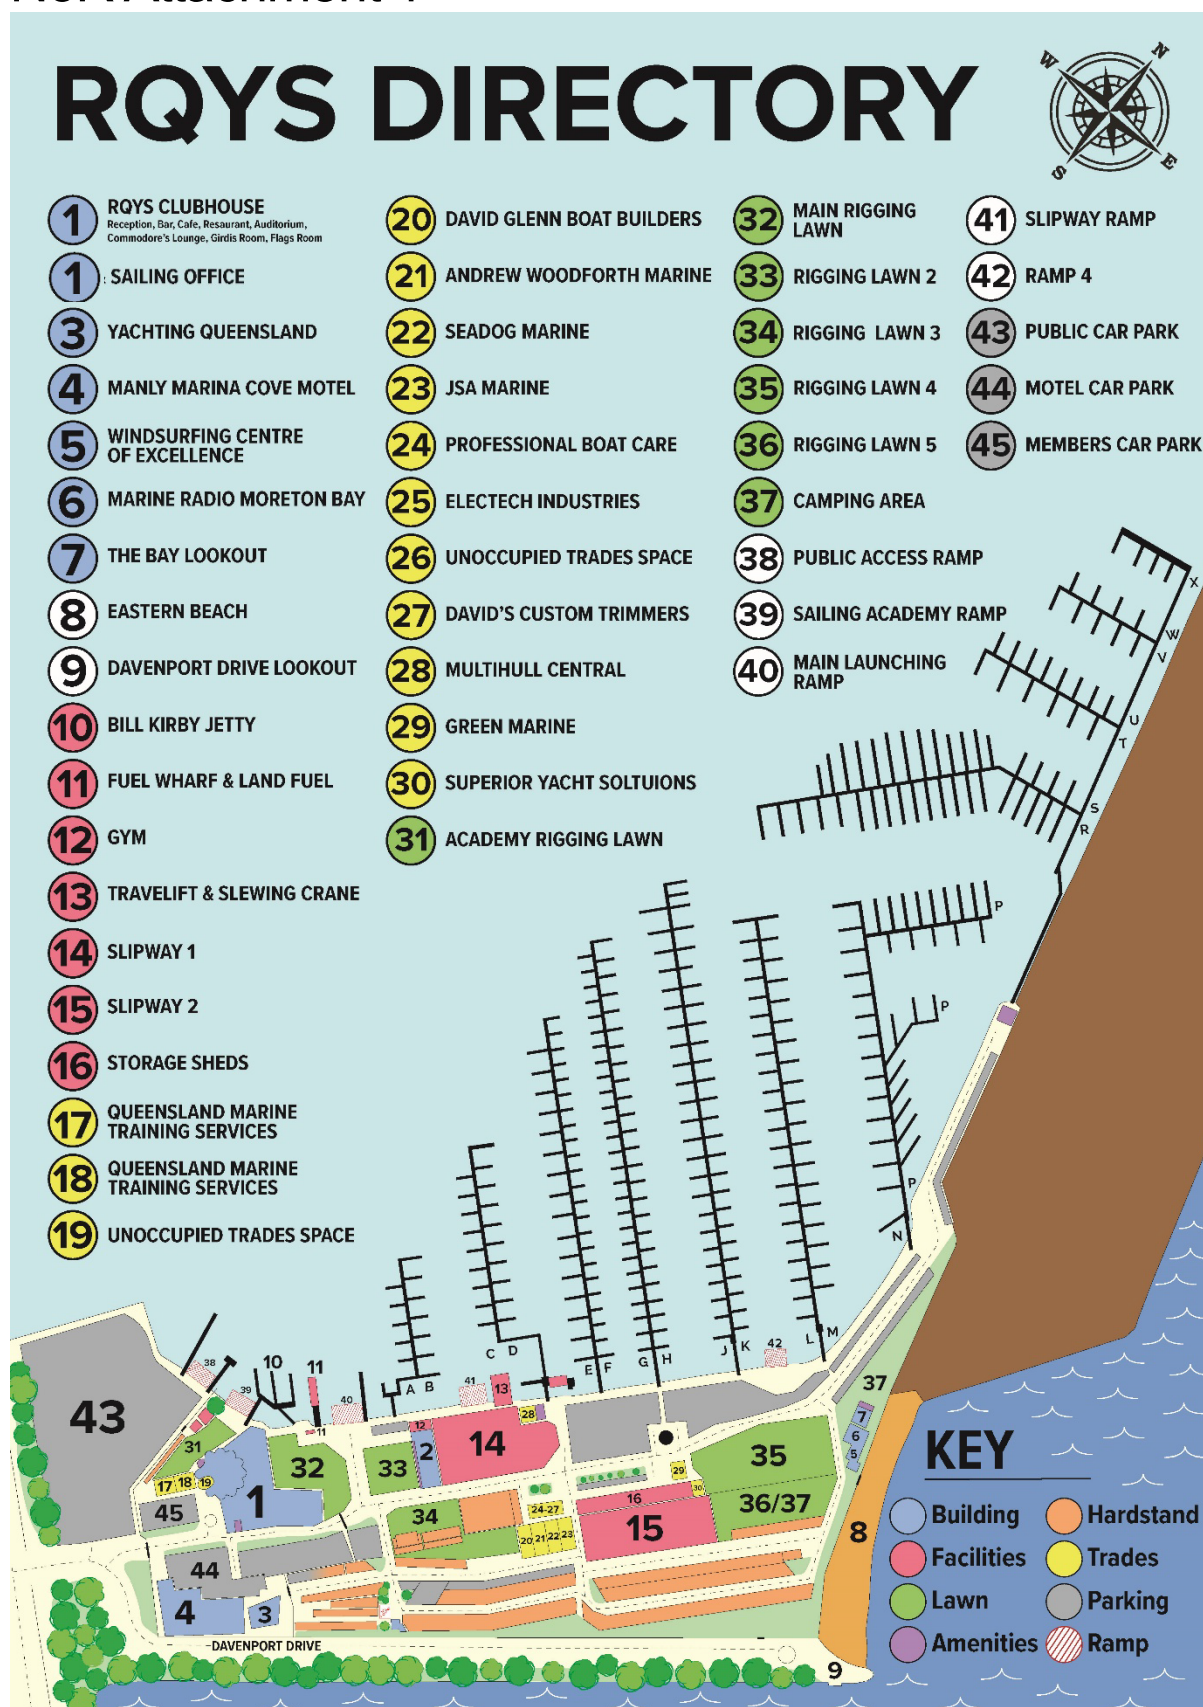 RQYS DIRECTORY
W
N
S
E
1
RQYS CLUBHOUSE
Reception, Bar, Cafe, Resaurant, Auditorium,
Commodore's Lounge, Girdis Room, Flags Room
1 SAILING OFFICE
3 YACHTING QUEENSLAND
4 MANLY MARINA COVE MOTEL
5 WINDSURFING CENTRE
OF EXCELLENCE
6 MARINE RADIO MORETON BAY
7 THE BAY LOOKOUT
8 EASTERN BEACH
9 DAVENPORT DRIVE LOOKOUT
10 BILL KIRBY JETTY
11 FUEL WHARF & LAND FUEL
12 GYM
13 TRAVELIFT & SLEWING CRANE
14 SLIPWAY 1
15 SLIPWAY 2
16 STORAGE SHEDS
17 QUEENSLAND MARINE
TRAINING SERVICES
18 QUEENSLAND MARINE
TRAINING SERVICES
19 UNOCCUPIED TRADES SPACE
20 DAVID GLENN BOAT BUILDERS
21 ANDREW WOODFORTH MARINE
22 SEADOG MARINE
23 JSA MARINE
24 PROFESSIONAL BOAT CARE
25 ELECTECH INDUSTRIES
26 UNOCCUPIED TRADES SPACE
27 DAVID'S CUSTOM TRIMMERS
28 MULTIHULL CENTRAL
29 GREEN MARINE
30 SUPERIOR YACHT SOLTUIONS
31 ACADEMY RIGGING LAWN
32 MAIN RIGGING
LAWN
33 RIGGING LAWN 2
34 RIGGING LAWN 3
35 RIGGING LAWN 4
36 RIGGING LAWN 5
37 CAMPING AREA
38 PUBLIC ACCESS RAMP
39 SAILING ACADEMY RAMP
40 MAIN LAUNCHING
RAMP
41 SLIPWAY RAMP
42 RAMP 4
43 PUBLIC CAR PARK
44 MOTEL CAR PARK
45 MEMBERS CAR PARK
X
W
V
U
T
S
R
P
P
P
N
M
L
K
J
H
G
F
E
D
C
B
A
38
39
10
11
11
40
41
13
42
43
31
17 18 19
45
1
32
33
12
2
14
28
34
24-27
20 21 22 23
16
15
29
30
35
36/37
37
7
6
5
8
44
4
3
DAVENPORT DRIVE
9
KEY
Building
Hardstand
Facilities
Trades
Lawn
Parking
Amenities
Ramp